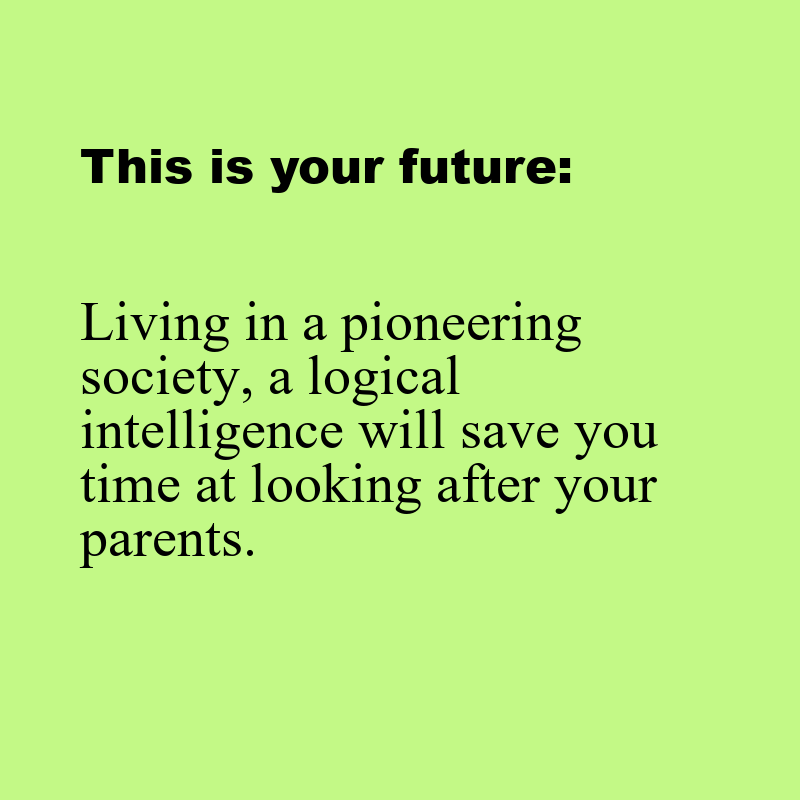 This is your future:
Living in a pioneering
society, a logical
intelligence will save you
time at looking after your
parents.